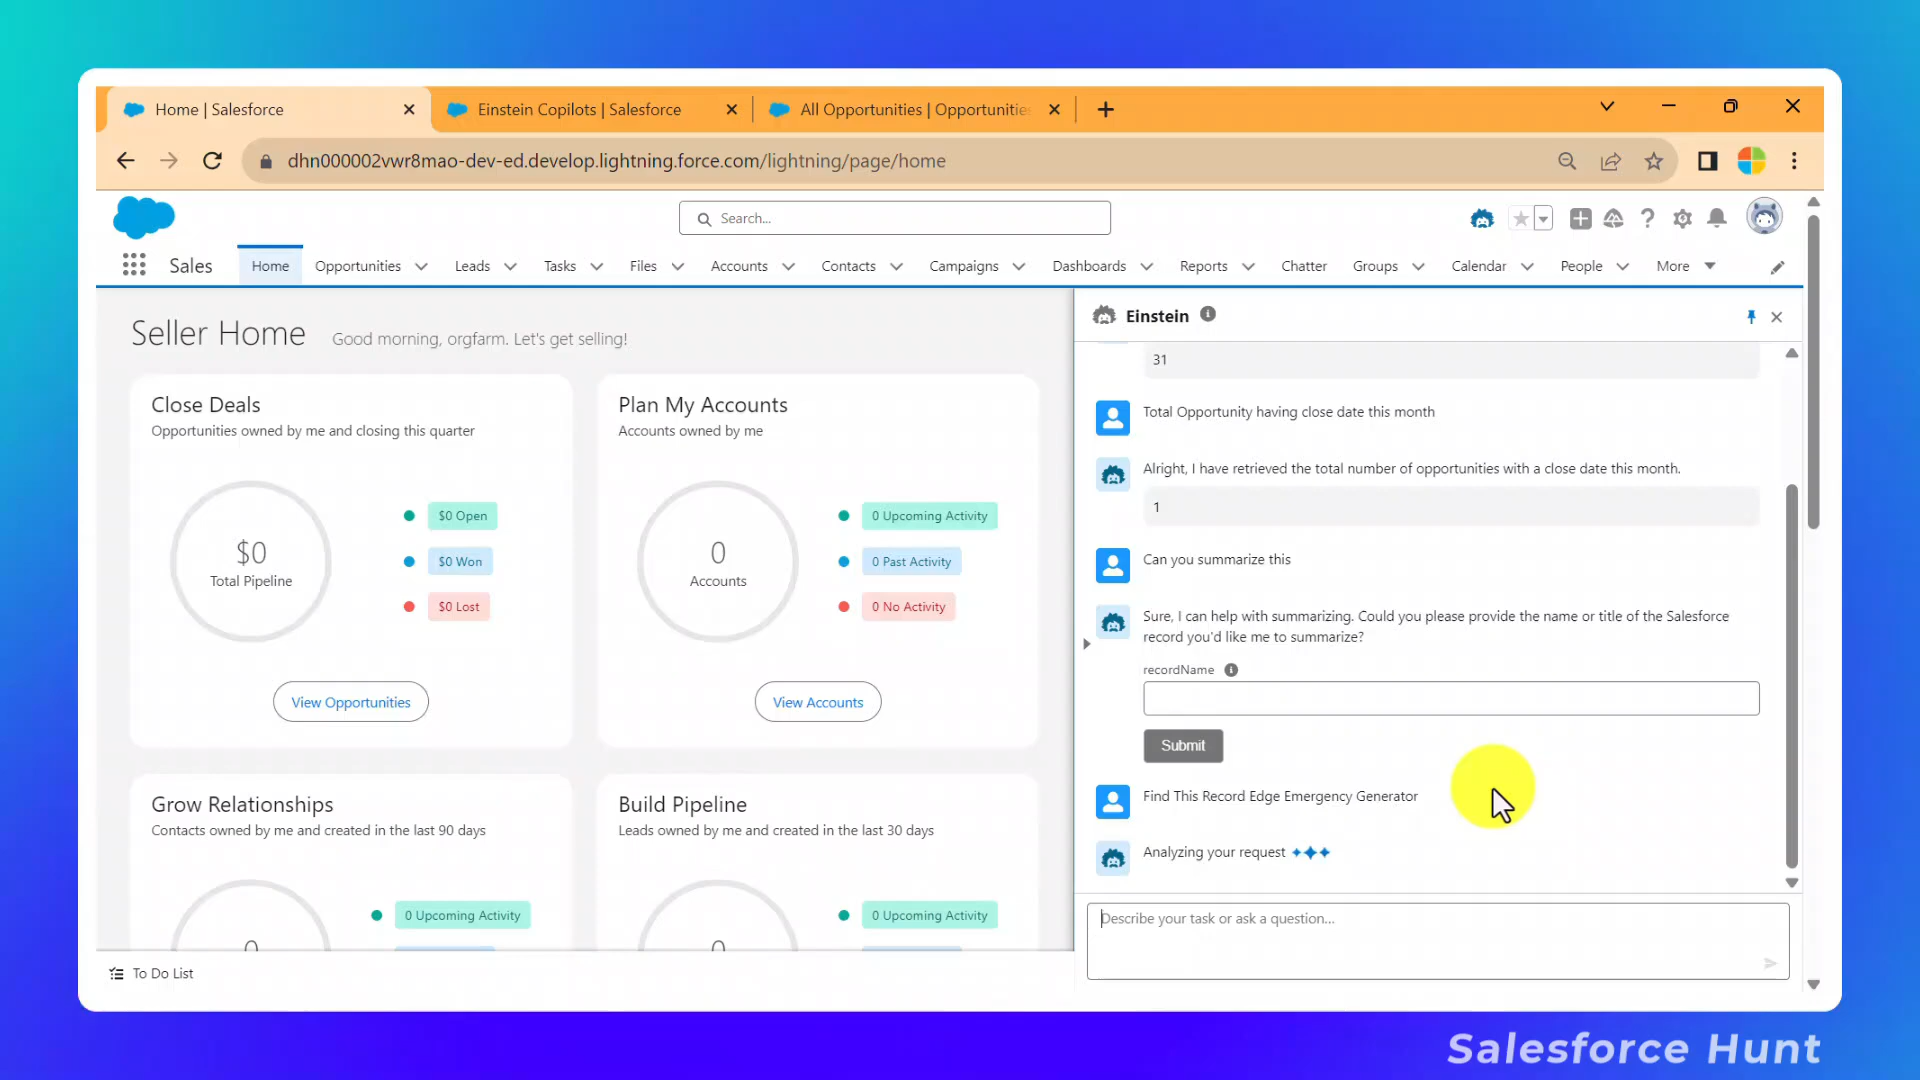 Home | Salesforce
Einstein Copilots | Salesforce
All Opportunities | Opportunitie
dhn000002vwr8mao-dev-ed.develop.lightning.force.com/lightning/page/home
Search...
Sales
Home
Opportunities
Leads
Tasks
Files
Accounts
Contacts
Campaigns
Dashboards
Reports
Chatter
Groups
Calendar
People
More
Seller Home
Good morning, orgfarm. Let's get selling!
Close Deals
Opportunities owned by me and closing this quarter
$0
Total Pipeline
$0 Open
$0 Won
$0 Lost
View Opportunities
Plan My Accounts
Accounts owned by me
0
Accounts
0 Upcoming Activity
0 Past Activity
0 No Activity
View Accounts
Grow Relationships
Contacts owned by me and created in the last 90 days
0
0 Upcoming Activity
Build Pipeline
Leads owned by me and created in the last 30 days
0
0 Upcoming Activity
To Do List
Einstein
31
Total Opportunity having close date this month
Alright, I have retrieved the total number of opportunities with a close date this month.
1
Can you summarize this
Sure, I can help with summarizing. Could you please provide the name or title of the Salesforce
record you'd like me to summarize?
recordName
Submit
Find This Record Edge Emergency Generator
Analyzing your request
Describe your task or ask a question...
Salesforce Hunt